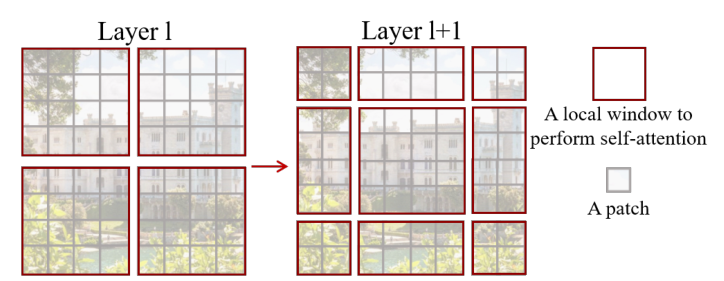 Layer l
Layer l+1
A local window to
perform self-attention
A patch